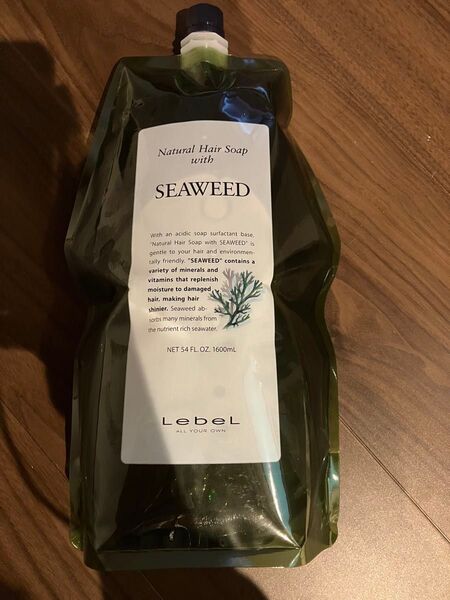 Natural Hair Soap
with
SEAWEED
With an acidic soap surfactant base,
"Natural Hair Soap with SEAWEED" is
gentle to your hair and environmen-
tally friendly. "SEAWEED" contains a
variety of minerals and
vitamins that replenish
moisture to damaged
hair, making hair
shinier. Seaweed ab-
sorbs many minerals from
the nutrient rich seawater.
NET 54 FL. OZ. 1600mL
LebeL
ALL YOUR OWN